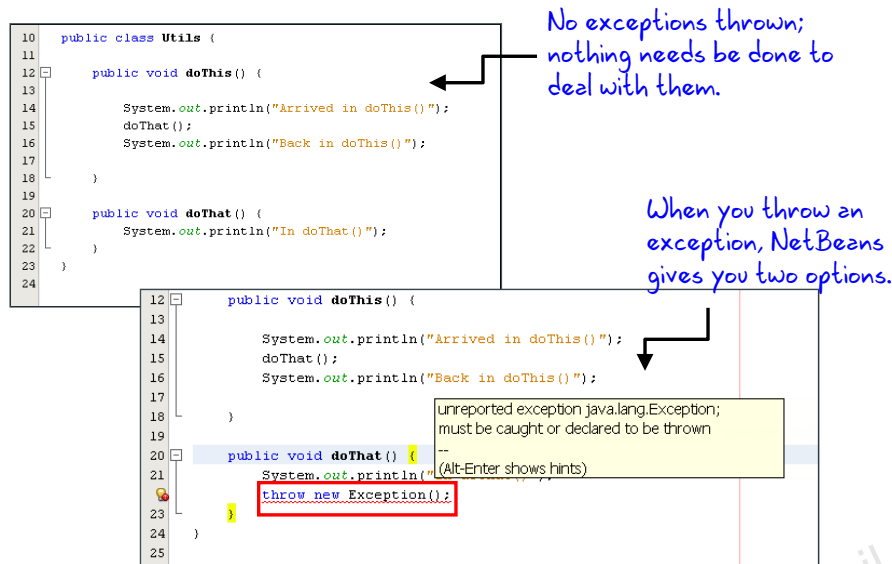 No exceptions thrown;
nothing needs be done to
deal with them.
10 public class Utils {
11
12 public void doThis() {
13
14 System.out.println("Arrived in doThis()");
15 doThat();
16 System.out.println("Back in doThis()");
17
18 }
19
20 public void doThat() {
21 System.out.println("In doThat()");
22 }
23 }
24
When you throw an
exception, NetBeans
gives you two options.
12 public void doThis() {
13
14 System.out.println("Arrived in doThis()");
15 doThat();
16 System.out.println("Back in doThis()");
17
18 }
19
unreported exception java.lang.Exception;
must be caught or declared to be thrown
--
(Alt-Enter shows hints)
20 public void doThat() {
21 System.out.println("
throw new Exception();
23 }
24 }
25